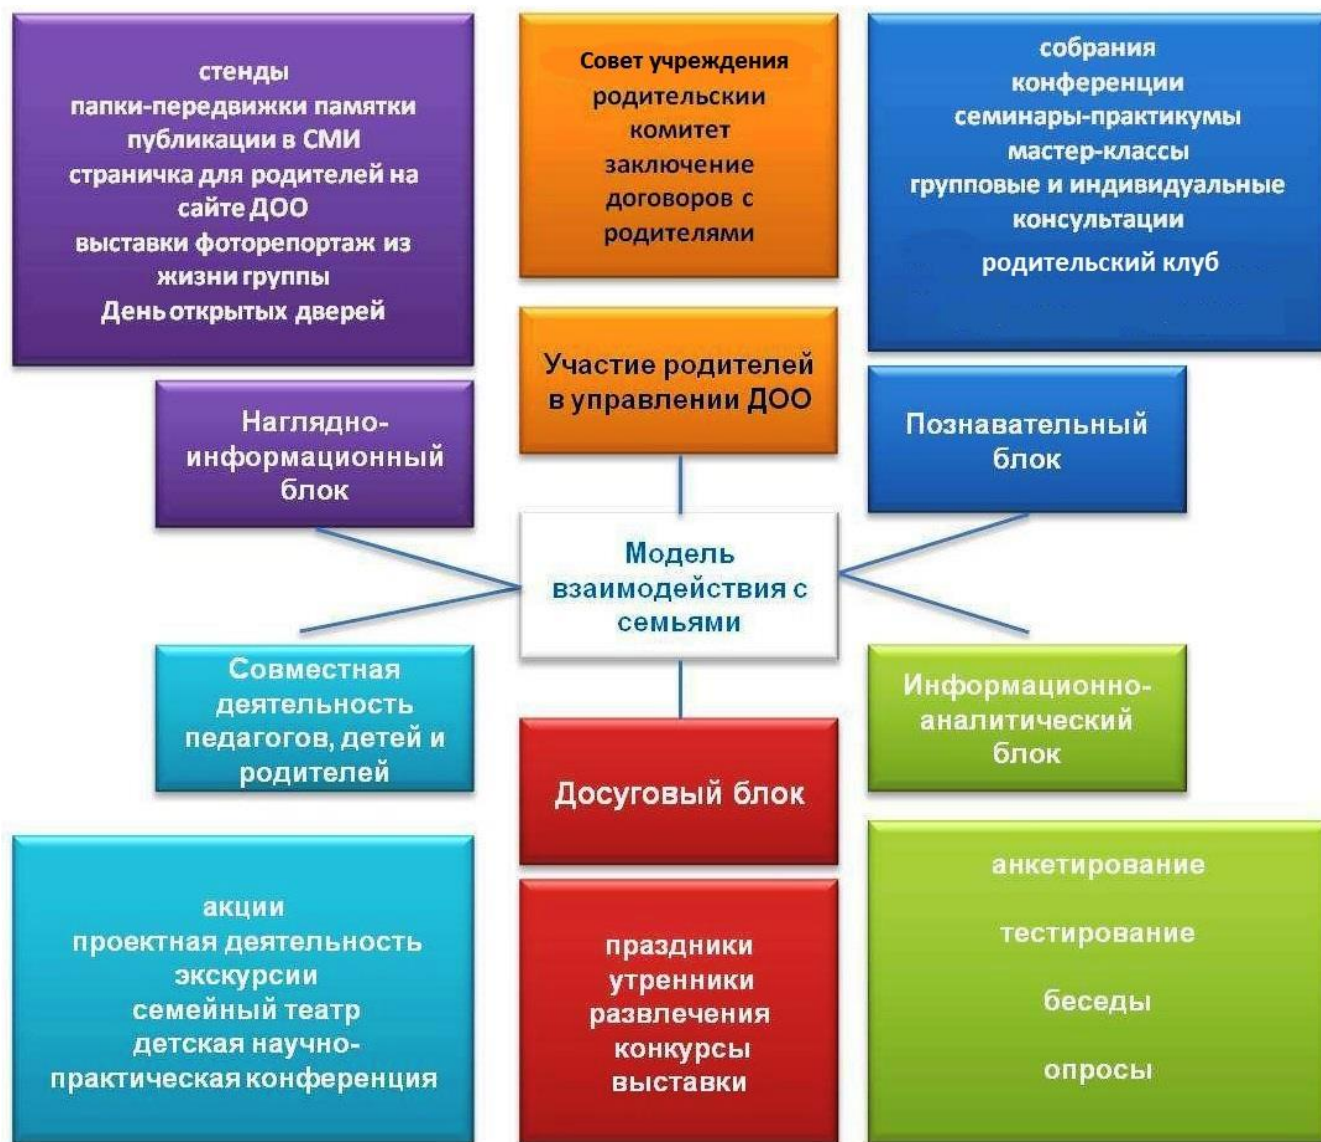 стенды
папки-передвижки памятки
публикации в СМИ
страничка для родителей на
сайте ДОО
выставки фоторепортаж из
жизни группы
День открытых дверей
Совет учреждения
родительскии
комитет
заключение
договоров с
родителями
собрания
конференции
семинары-практикумы
мастер-классы
групповые и индивидуальные
консультации
родительский клуб
Наглядно-
информационный
блок
Участие родителей
в управлении ДОО
Познавательный
блок
Модель
взаимодействия с
семьями
Совместная
деятельность
педагогов, детей и
родителей
Досуговый блок
Информационно-
аналитический
блок
акции
проектная деятельность
экскурсии
семейный театр
детская научно-
практическая конференция
праздники
утренники
развлечения
конкурсы
выставки
анкетирование
тестирование
беседы
опросы